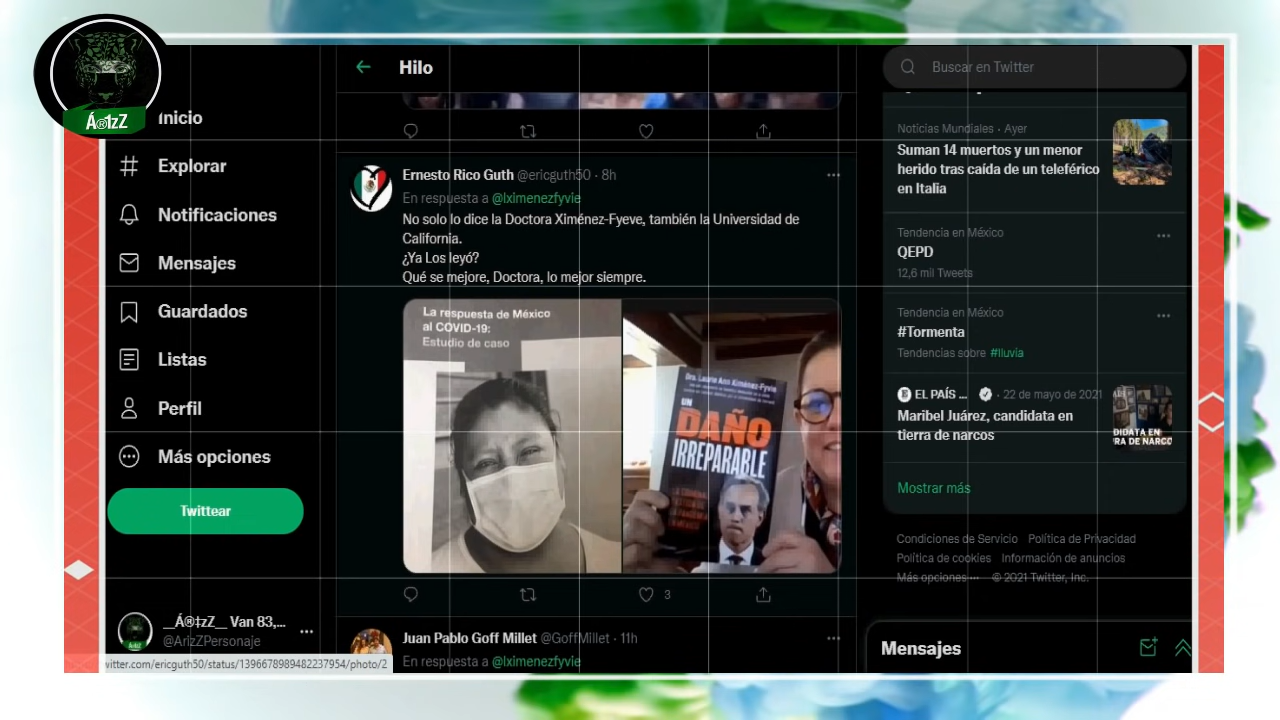 Á®‡zZ
Inicio
Explorar
Notificaciones
Mensajes
Guardados
Listas
Perfil
Más opciones
Twittear
__Á®‡zZ__ Van 83,...
@ArizZPersonaje
witter.com/ericguth50/status/1396678989482237954/photo/2
Hilo
Ernesto Rico Guth @ericguth50 · 8h
En respuesta a @lximenezfyvie
No solo lo dice la Doctora Ximénez-Fyeve, también la Universidad de
California.
¿Ya Los leyó?
Qué se mejore, Doctora, lo mejor siempre.
La respuesta de México
al COVID-19:
Estudio de caso
Dra. Laurie Ann Ximénez-Fyvie
UN
DAÑO
IRREPARABLE
3
Juan Pablo Goff Millet @GoffMillet · 11h
En respuesta a @lximenezfyvie
Buscar en Twitter
Noticias Mundiales · Ayer
Suman 14 muertos y un menor
herido tras caída de un teleférico
en Italia
Tendencia en México
QEPD
12,6 mil Tweets
Tendencia en México
#Tormenta
Tendencias sobre #lluvia
EL PAÍS ... · 22 de mayo de 2021
Maribel Juárez, candidata en
tierra de narcos
DIDATA EN
RA DE NARCO
Mostrar más
Condiciones de Servicio Política de Privacidad
Política de cookies Información de anuncios
Más opciones ··· © 2021 Twitter, Inc.
Mensajes